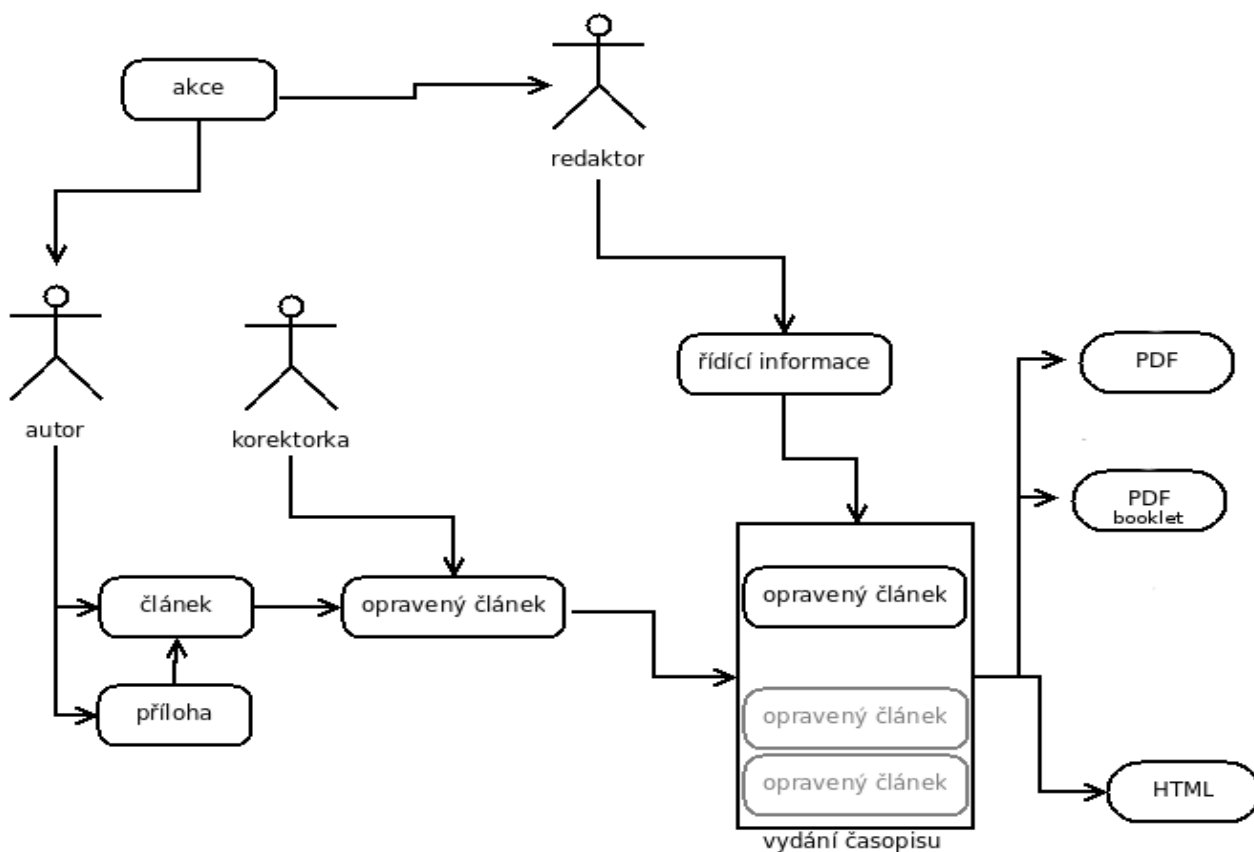 akce
redaktor
autor
korektorka
řídící informace
PDF
PDF
booklet
článek
opravený článek
opravený článek
příloha
opravený článek
opravený článek
HTML
vydání časopisu